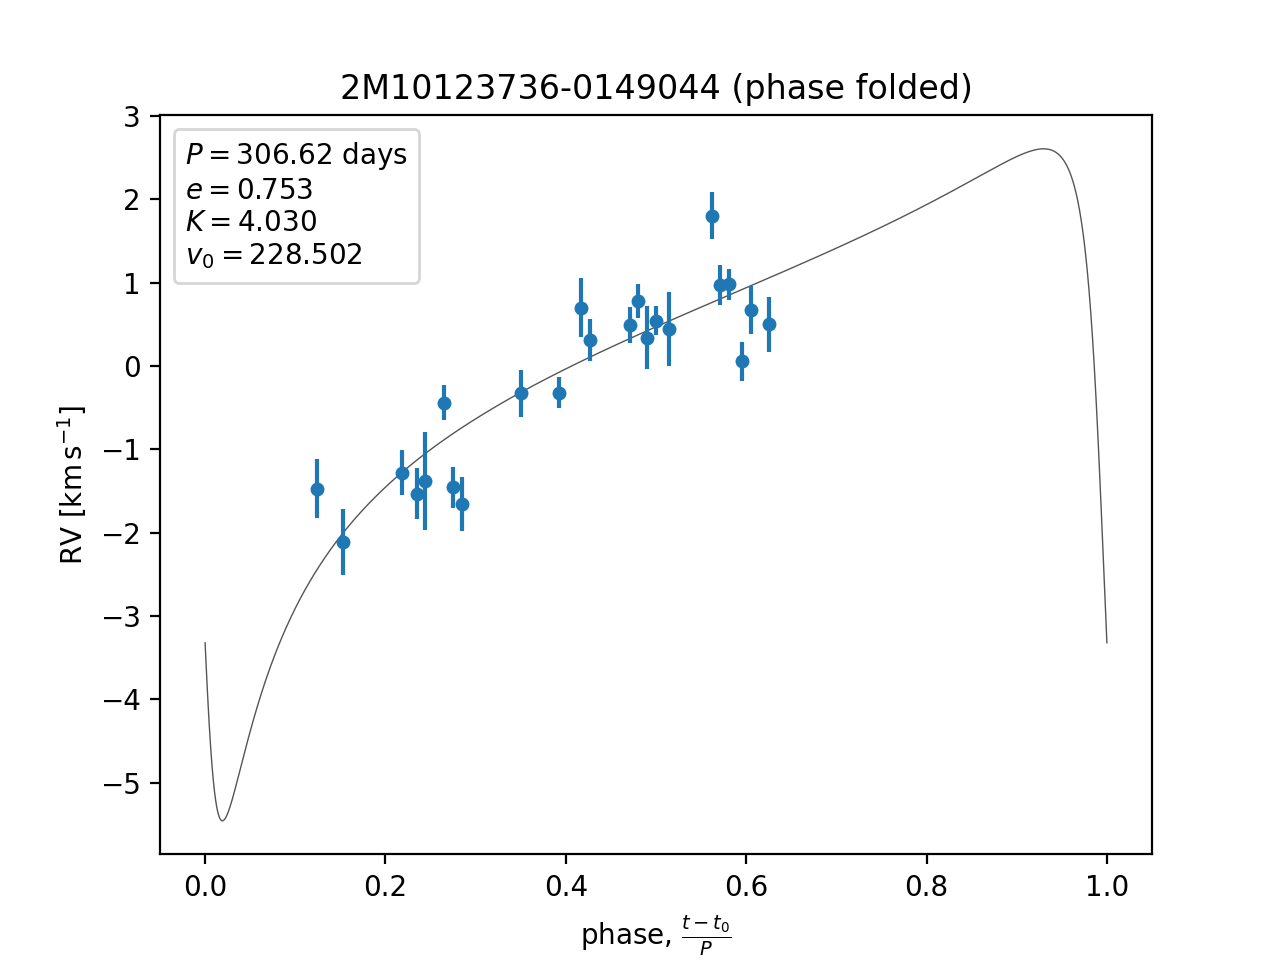 2M10123736-0149044 (phase folded)
P = 306.62 days
e = 0.753
K = 4.030
v₀ = 228.502
3
2
1
0
−1
−2
−3
−4
−5
RV [km s⁻¹]
0.0 0.2 0.4 0.6 0.8 1.0
phase, (t − t₀)/P